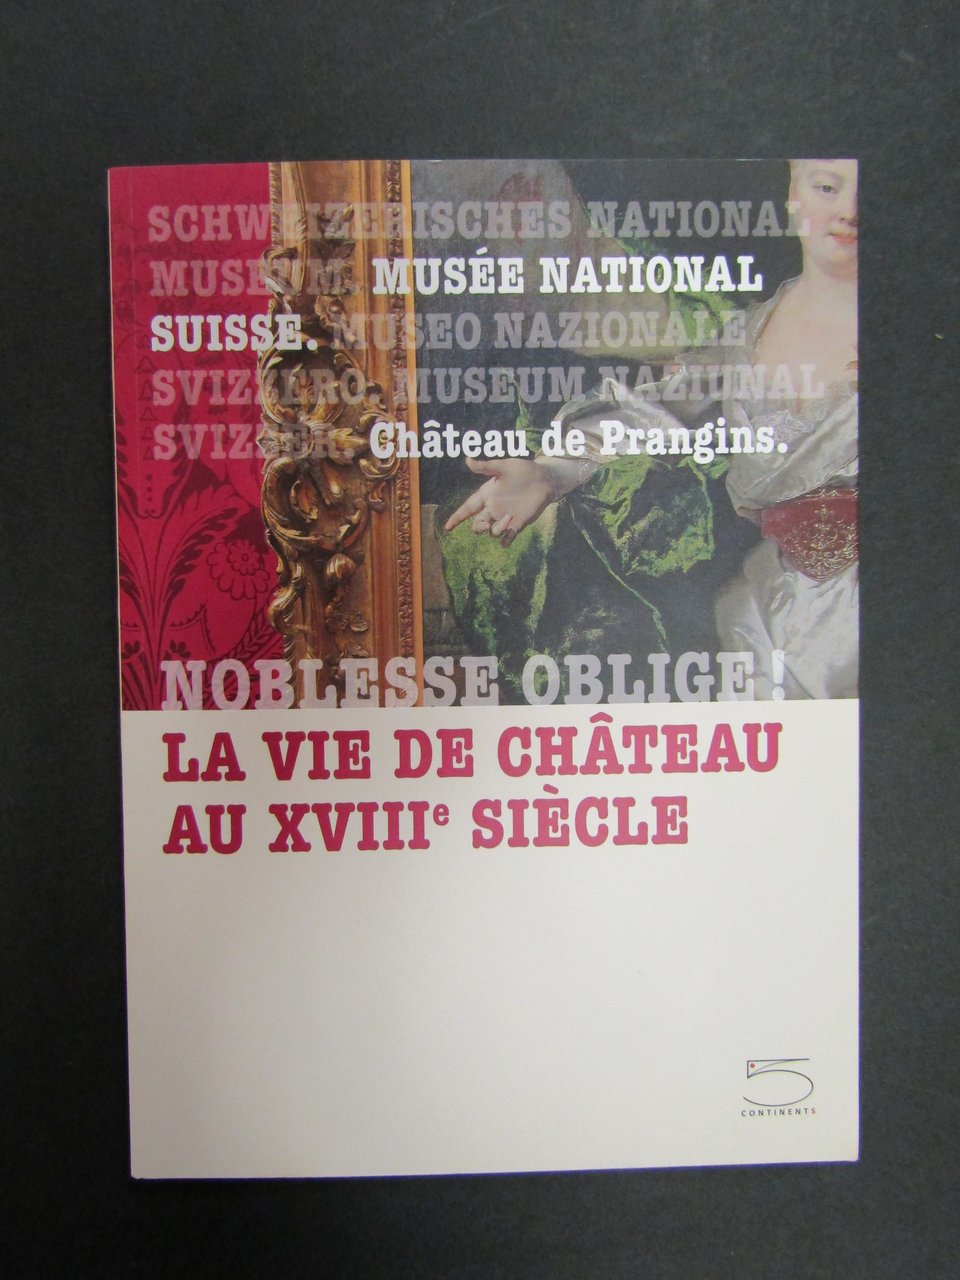 SCHWEIZERISCHES NATIONAL
MUSEUM. MUSÉE NATIONAL
SUISSE. MUSEO NAZIONALE
SVIZZERO. MUSEUM NAZIUNAL
SVIZZER. Château de Prangins.
NOBLESSE OBLIGE !
LA VIE DE CHÂTEAU
AU XVIIIe SIÈCLE
5
CONTINENTS